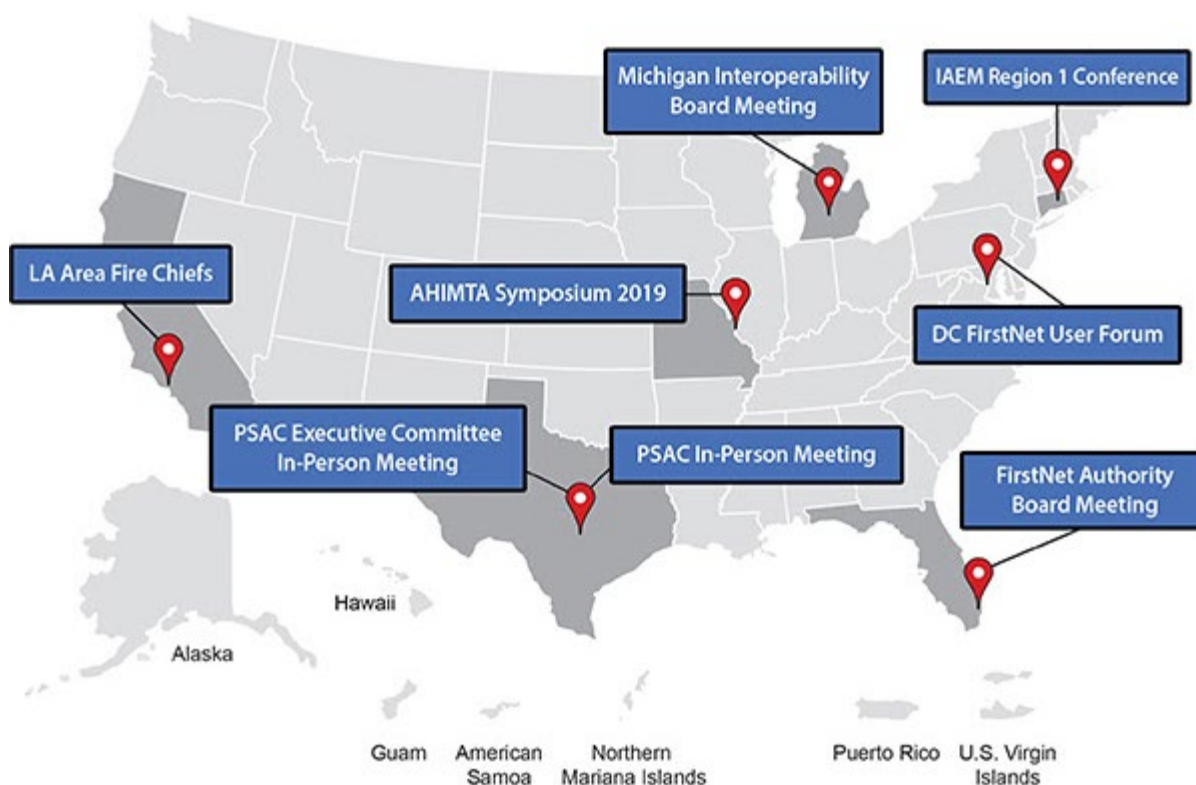 Michigan Interoperability
Board Meeting
IAEM Region 1 Conference
LA Area Fire Chiefs
AHIMTA Symposium 2019
DC FirstNet User Forum
PSAC Executive Committee
In-Person Meeting
PSAC In-Person Meeting
FirstNet Authority
Board Meeting
Hawaii
Alaska
Guam
American
Samoa
Northern
Mariana Islands
Puerto Rico
U.S. Virgin
Islands